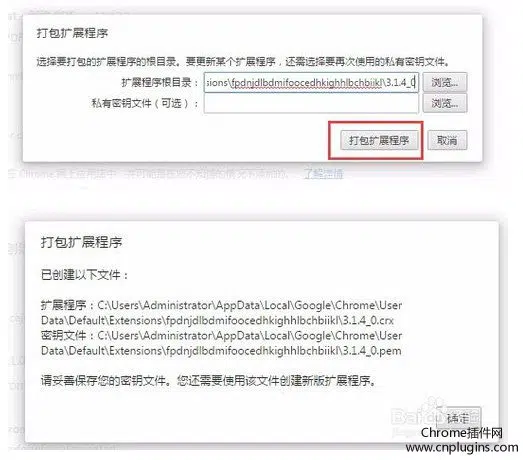 打包扩展程序
选择要打包的扩展程序的根目录。要更新某个扩展程序，还需选择要再次使用的私有密钥文件。
扩展程序根目录： sions\fpdnjdlbdmifoocedhkighhlbchbiikl\3.1.4_0 浏览...
私有密钥文件（可选）： 浏览...
打包扩展程序 取消
了解详情
打包扩展程序
已创建以下文件：
扩展程序：C:\Users\Administrator\AppData\Local\Google\Chrome\User
Data\Default\Extensions\fpdnjdlbdmifoocedhkighhlbchbiikl\3.1.4_0.crx
密钥文件：C:\Users\Administrator\AppData\Local\Google\Chrome\User
Data\Default\Extensions\fpdnjdlbdmifoocedhkighhlbchbiikl\3.1.4_0.pem
请妥善保存您的密钥文件。您还需要使用该文件创建新版扩展程序。
确定
Chrome插件网
www.cnplugins.com